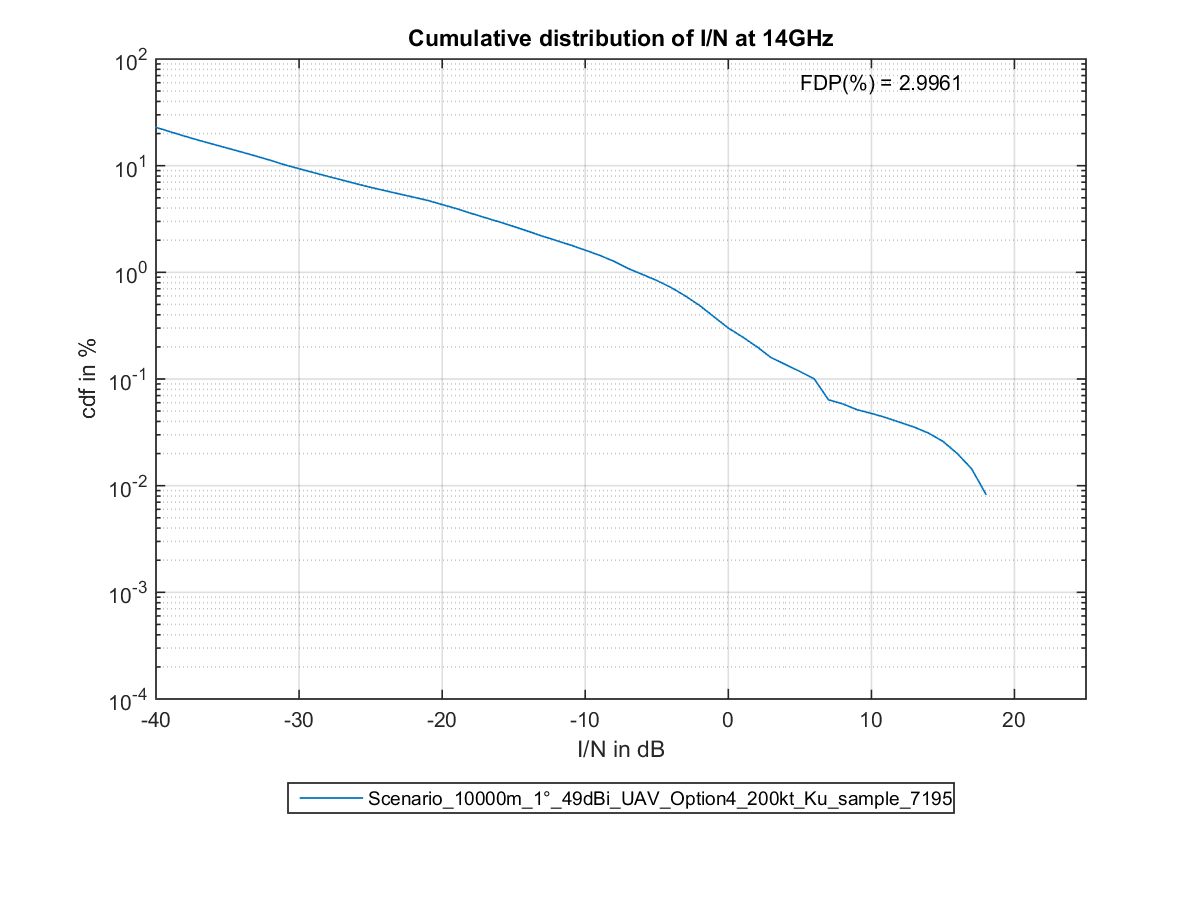 Cumulative distribution of I/N at 14GHz
FDP(%) = 2.9961
10^2
10^1
10^0
10^-1
10^-2
10^-3
10^-4
cdf in %
-40 -30 -20 -10 0 10 20
I/N in dB
Scenario_10000m_1°_49dBi_UAV_Option4_200kt_Ku_sample_7195